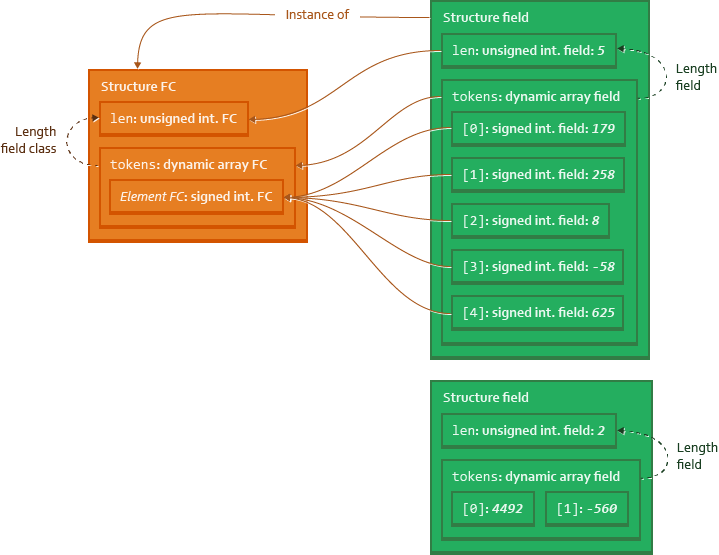 Instance of
Structure FC
len: unsigned int. FC
Length
field class
tokens: dynamic array FC
Element FC: signed int. FC
Structure field
len: unsigned int. field: 5
Length
field
tokens: dynamic array field
[0]: signed int. field: 179
[1]: signed int. field: 258
[2]: signed int. field: 8
[3]: signed int. field: -58
[4]: signed int. field: 625
Structure field
len: unsigned int. field: 2
Length
field
tokens: dynamic array field
[0]: 4492
[1]: -560